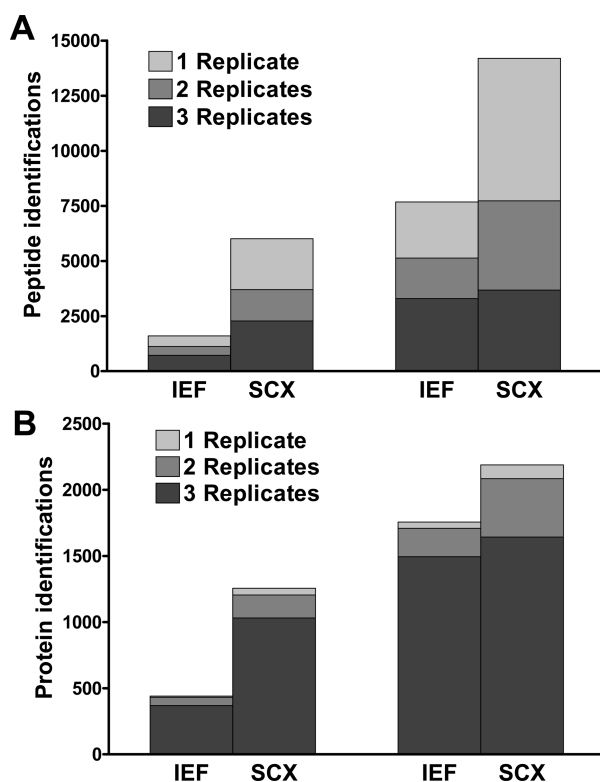 A
15000
12500
10000
7500
5000
2500
0
Peptide identifications
1 Replicate
2 Replicates
3 Replicates
IEF SCX IEF SCX
B
2500
2000
1500
1000
500
0
Protein identifications
1 Replicate
2 Replicates
3 Replicates
IEF SCX IEF SCX